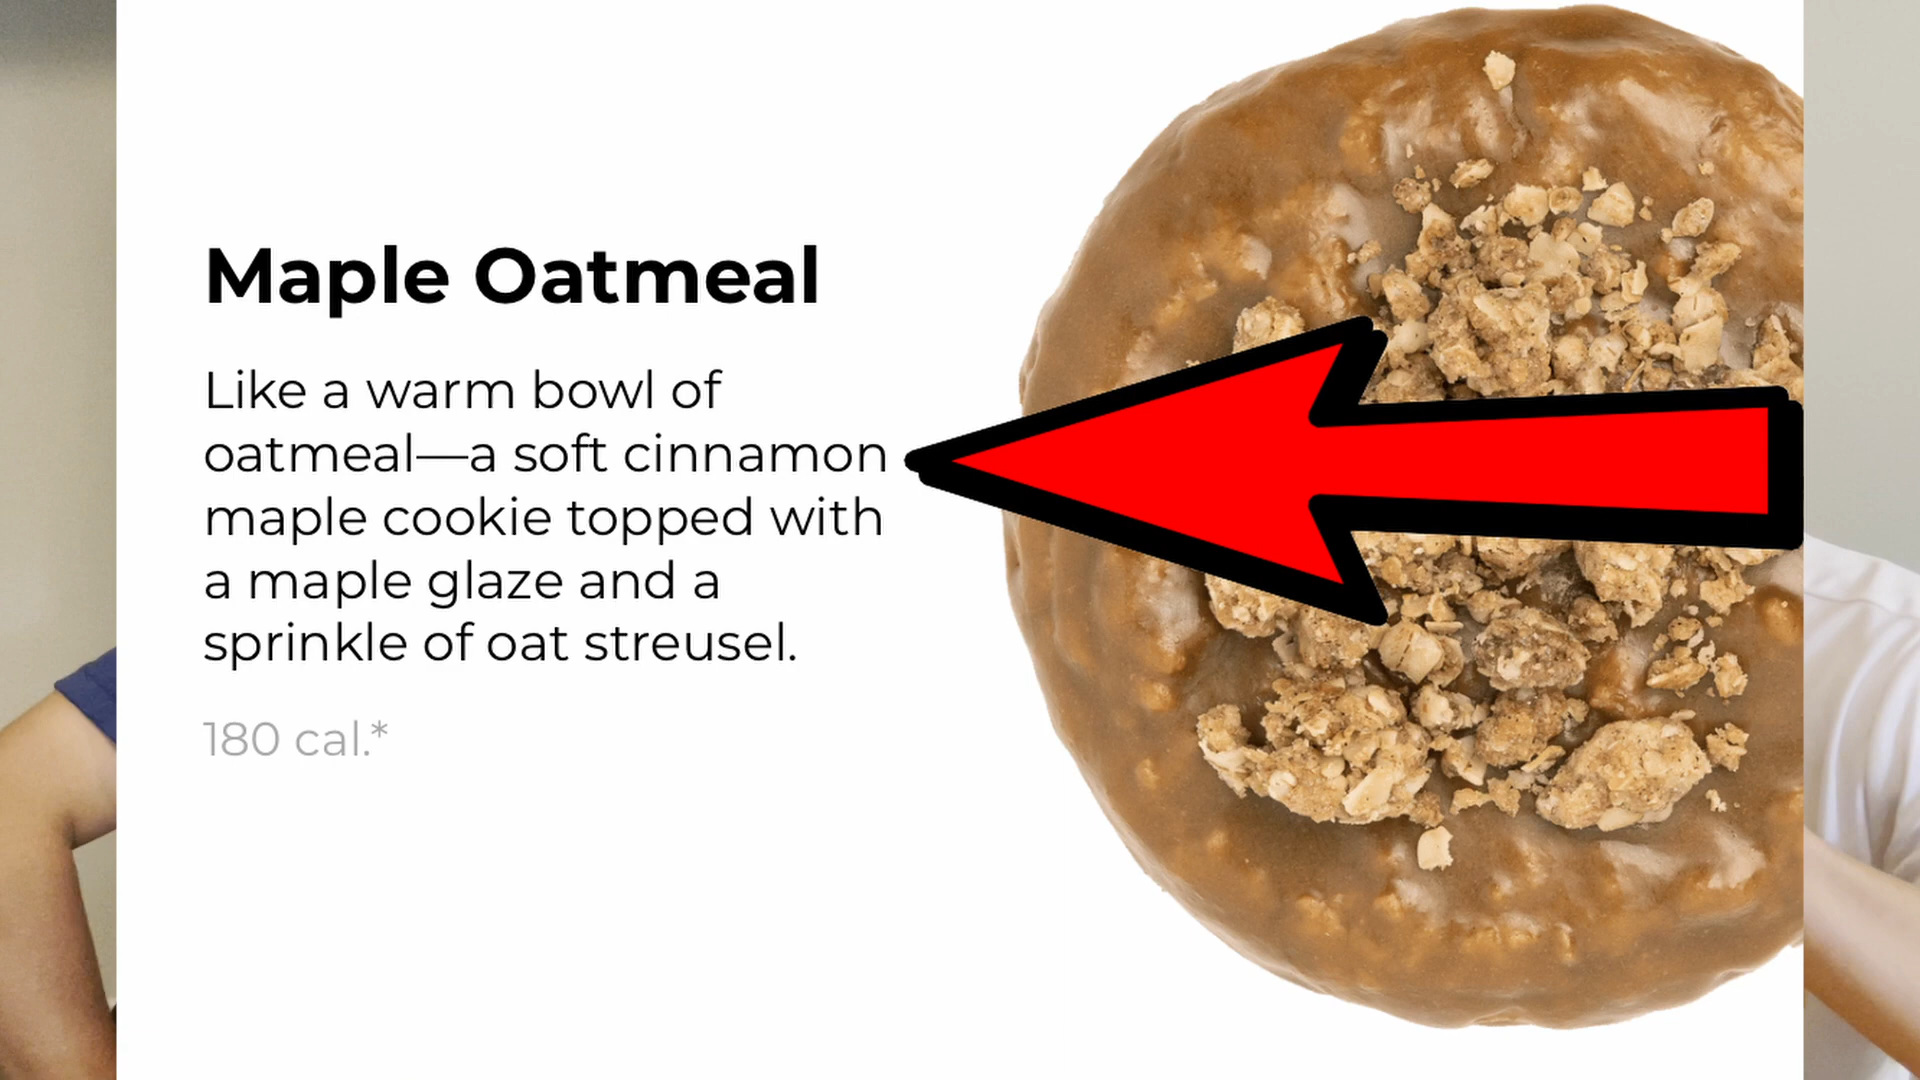 Maple Oatmeal
Like a warm bowl of
oatmeal—a soft cinnamon
maple cookie topped with
a maple glaze and a
sprinkle of oat streusel.
180 cal.*